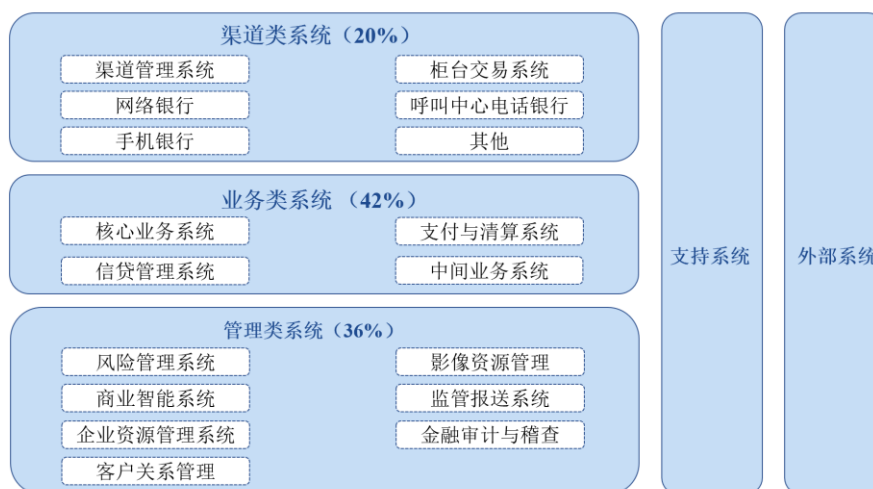 渠道类系统（20%）
渠道管理系统
柜台交易系统
网络银行
呼叫中心电话银行
手机银行
其他
业务类系统 （42%）
核心业务系统
支付与清算系统
信贷管理系统
中间业务系统
管理类系统（36%）
风险管理系统
影像资源管理
商业智能系统
监管报送系统
企业资源管理系统
金融审计与稽查
客户关系管理
支持系统
外部系统